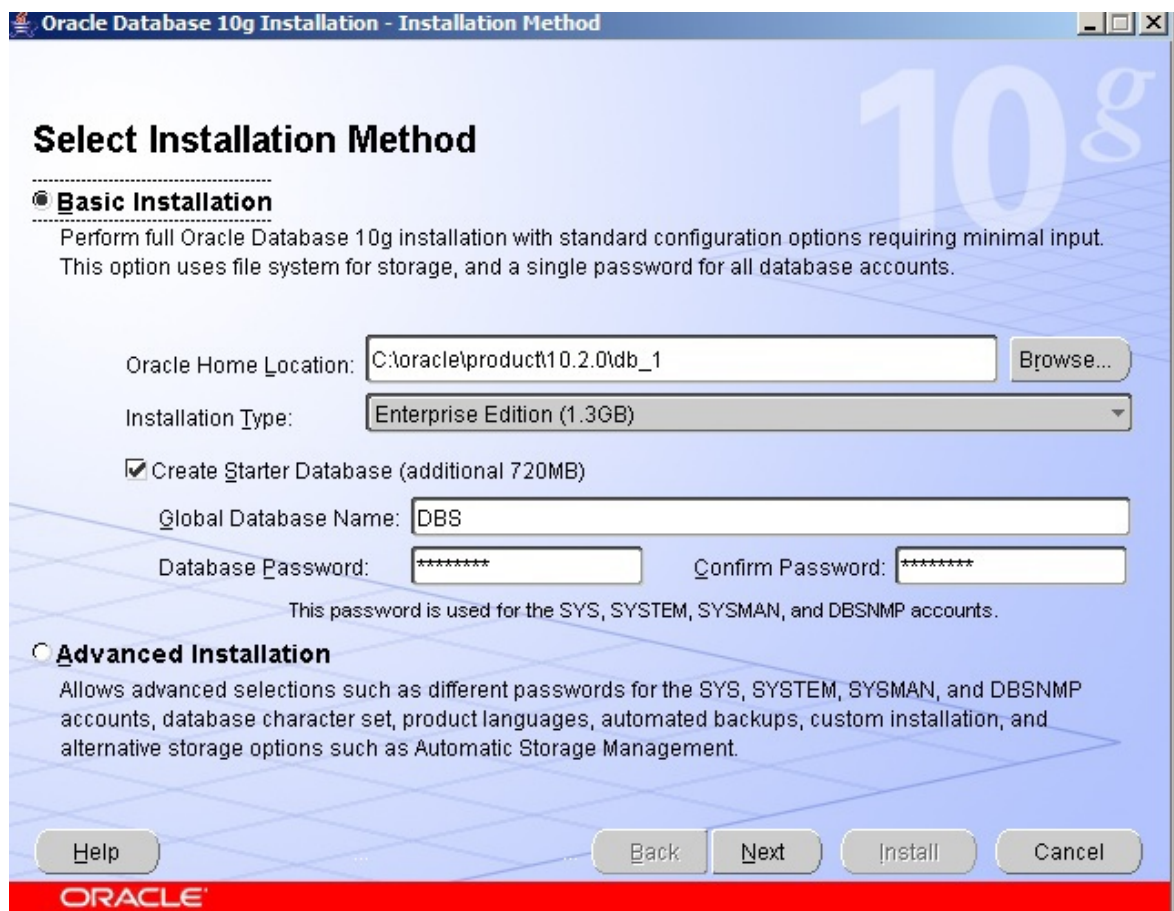 Oracle Database 10g Installation - Installation Method
10g
Select Installation Method
Basic Installation
Perform full Oracle Database 10g installation with standard configuration options requiring minimal input.
This option uses file system for storage, and a single password for all database accounts.
Oracle Home Location: C:\oracle\product\10.2.0\db_1 Browse...
Installation Type: Enterprise Edition (1.3GB)
Create Starter Database (additional 720MB)
Global Database Name: DBS
Database Password: ******** Confirm Password: ********
This password is used for the SYS, SYSTEM, SYSMAN, and DBSNMP accounts.
Advanced Installation
Allows advanced selections such as different passwords for the SYS, SYSTEM, SYSMAN, and DBSNMP
accounts, database character set, product languages, automated backups, custom installation, and
alternative storage options such as Automatic Storage Management.
Help Back Next Install Cancel
ORACLE